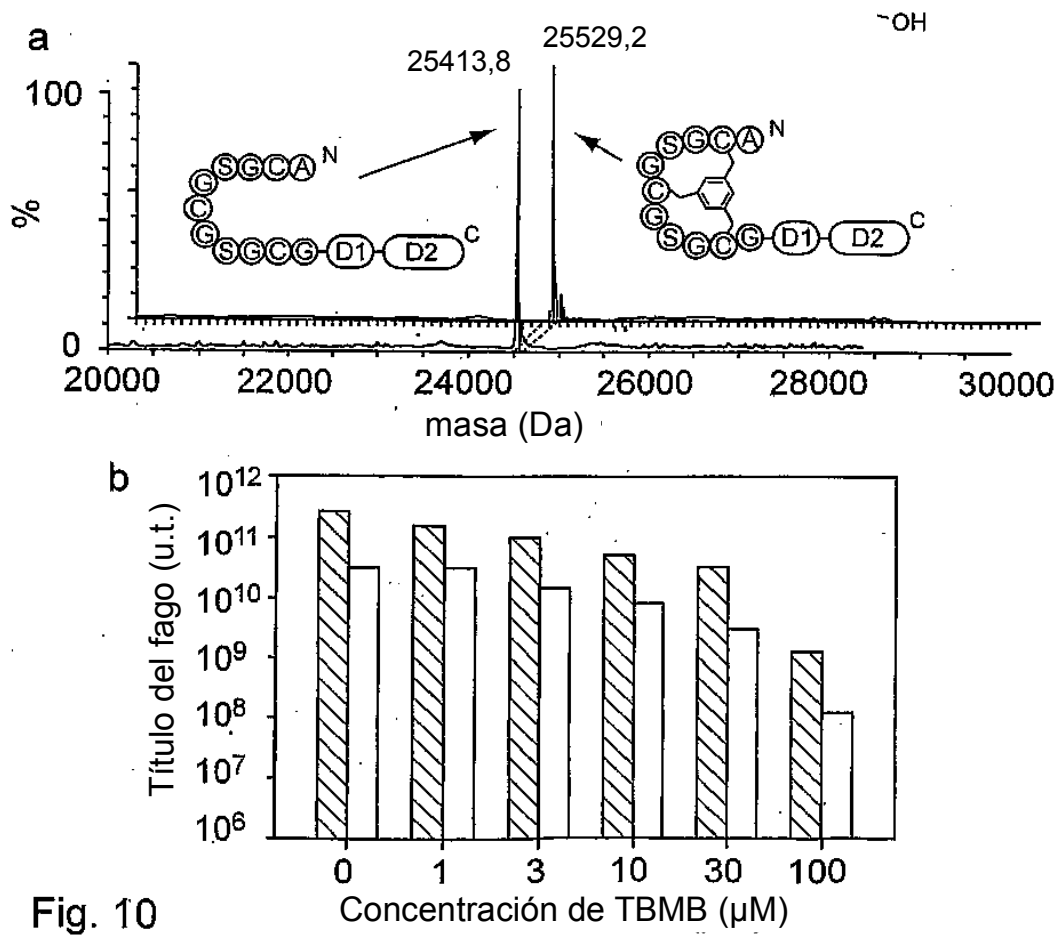 a
⁻OH
25413,8
25529,2
100
%
0
S G C A N
G
C
G S G C G D1 D2 C
S G C A N
G
C
G
S G C G D1 D2 C
20000 22000 24000 26000 28000 30000
masa (Da)
b
Título del fago (u.t.)
10¹²
10¹¹
10¹⁰
10⁹
10⁸
10⁷
10⁶
0 1 3 10 30 100
Concentración de TBMB (µM)
Fig. 10